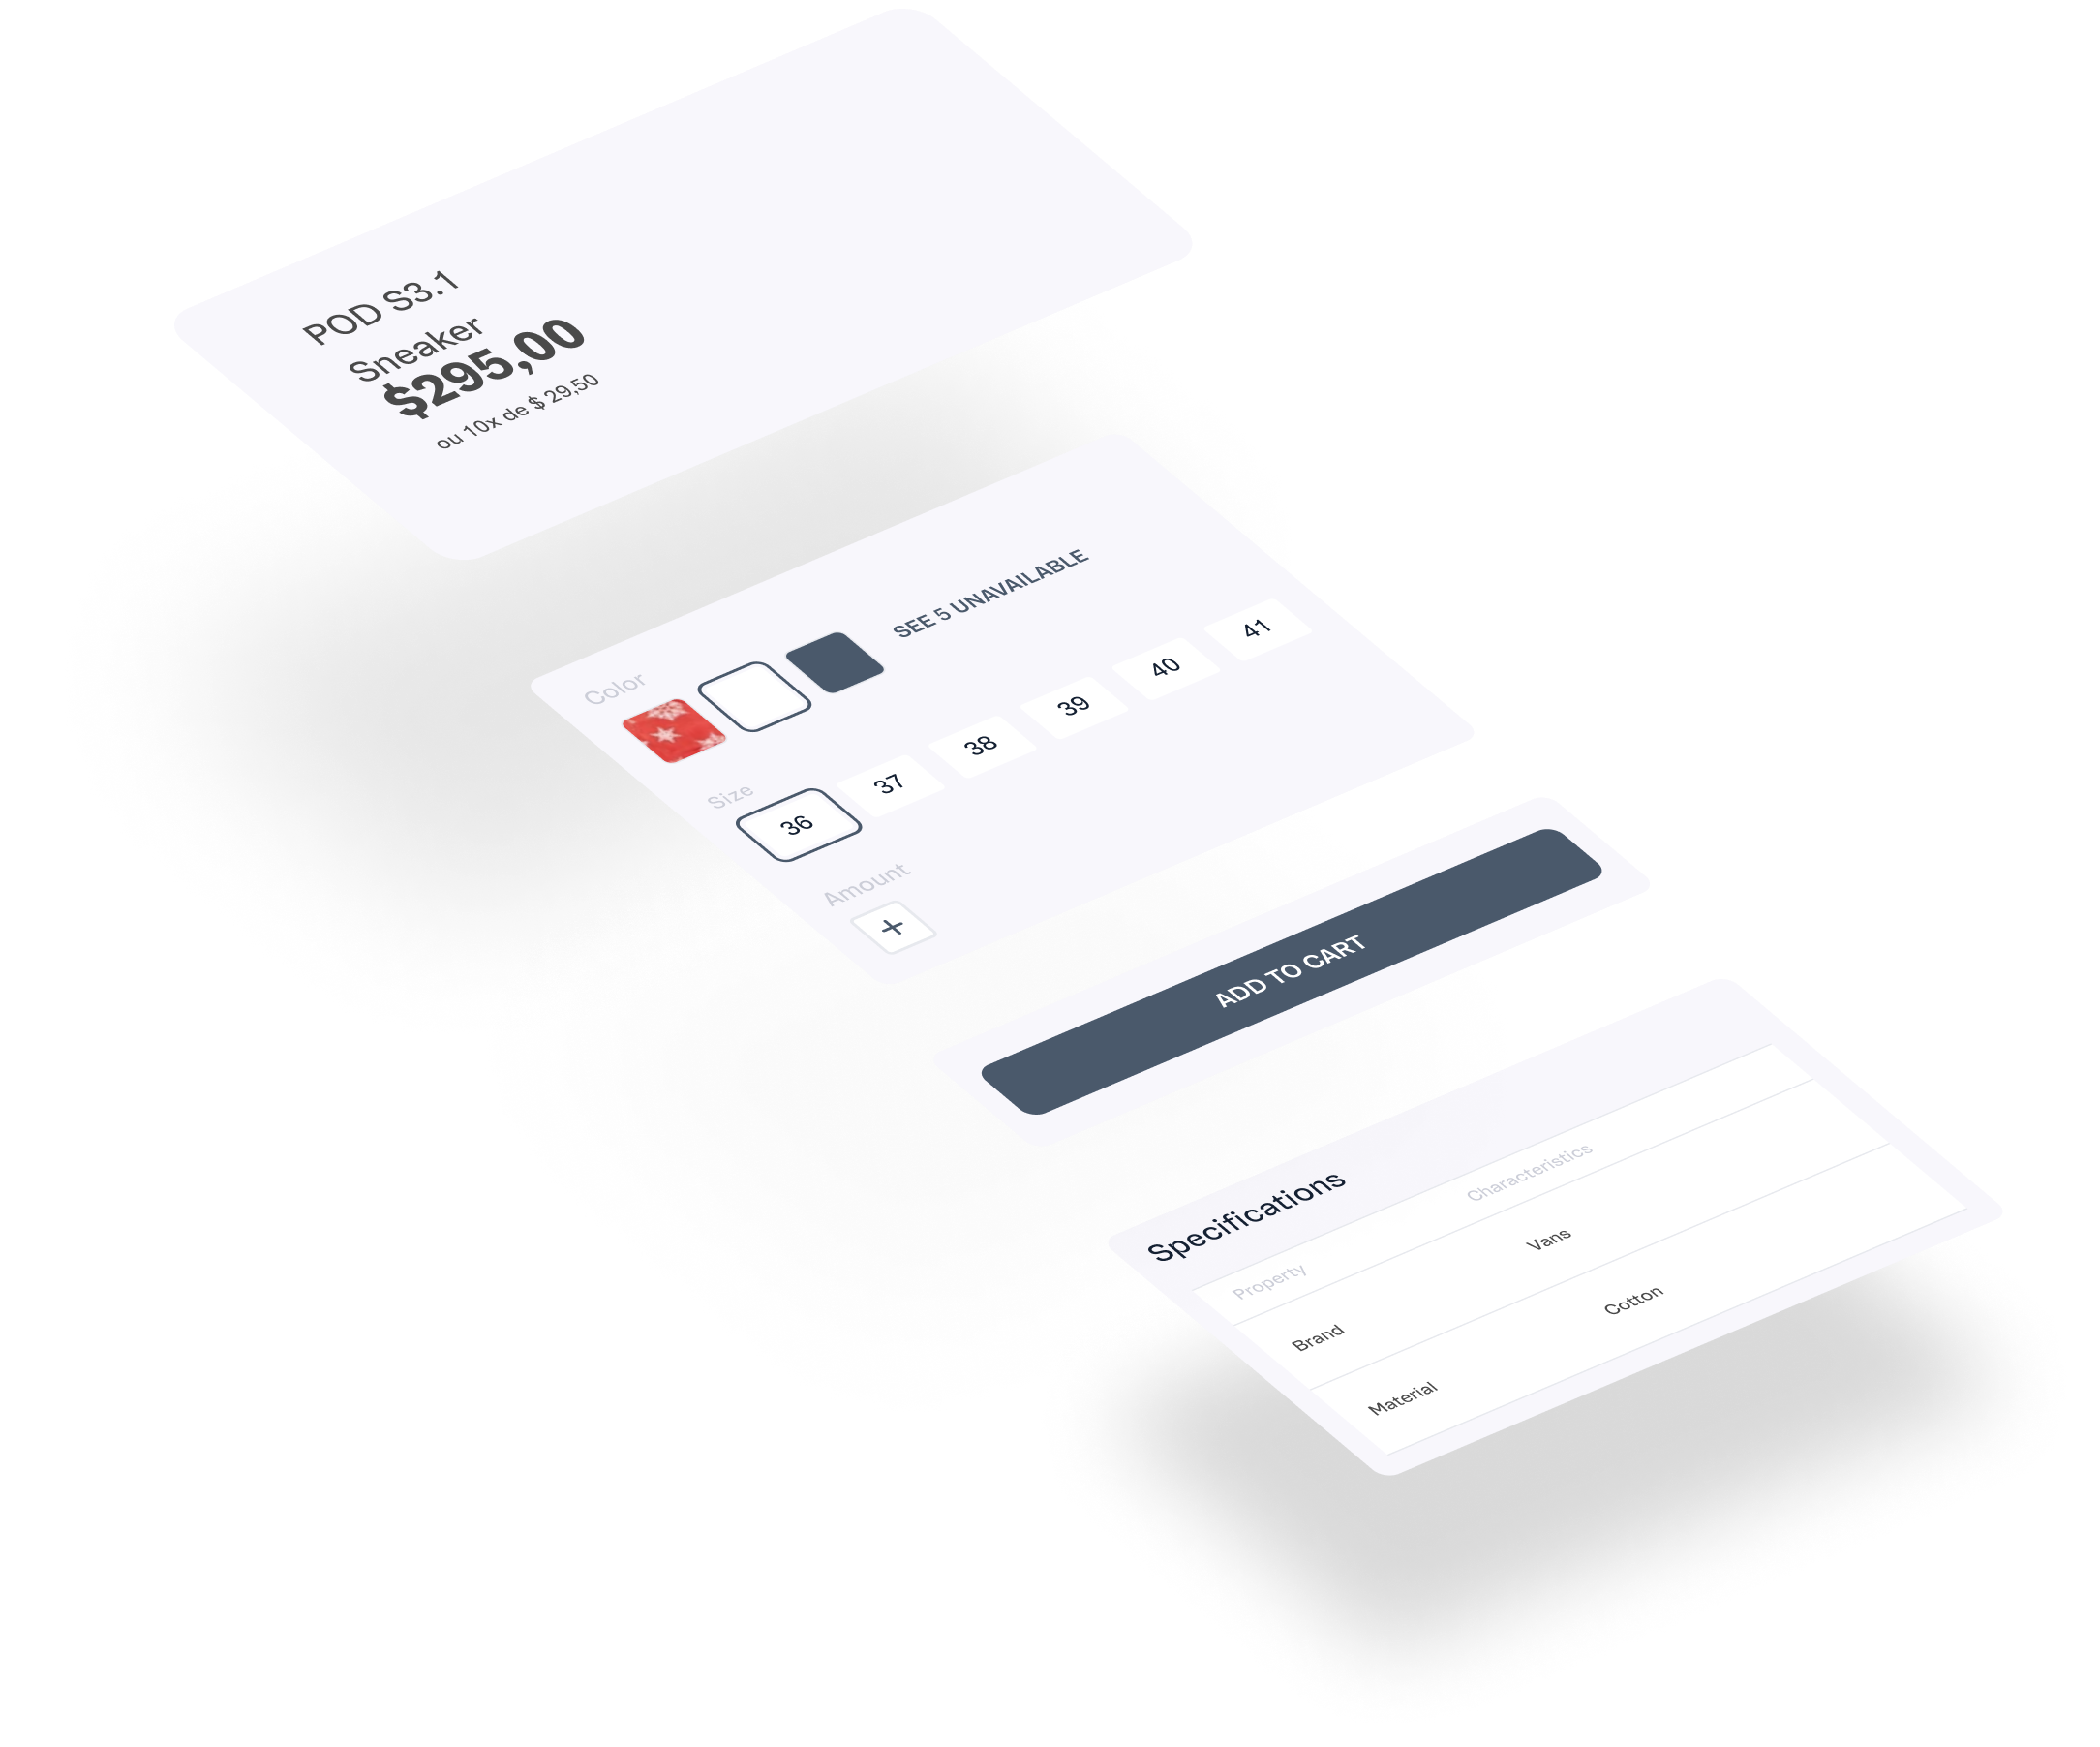 POD S3.1
Sneaker
$295,00
ou 10x de $ 29,50
Color
SEE 5 UNAVAILABLE
Size
36 37 38 39 40 41
Amount
+
ADD TO CART
Specifications
Property Characteristics
Brand Vans
Material Cotton